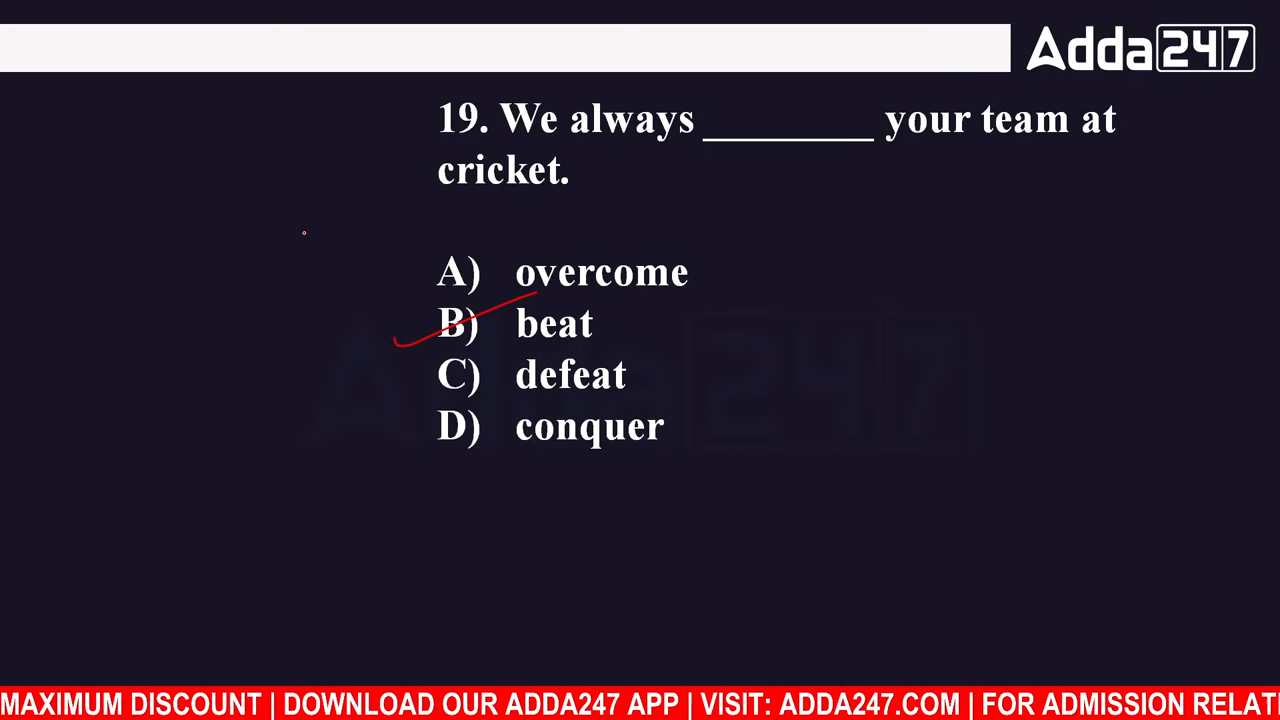 Adda247
19. We always ________ your team at
cricket.
A) overcome
B) beat
C) defeat
D) conquer
Adda247
MAXIMUM DISCOUNT | DOWNLOAD OUR ADDA247 APP | VISIT: ADDA247.COM | FOR ADMISSION RELAT